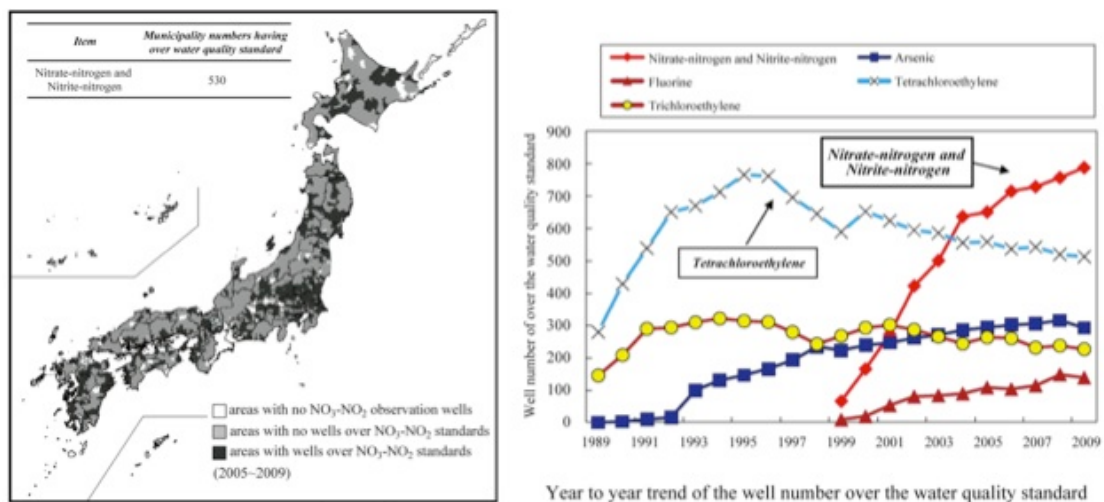 Item Municipality numbers having
over water quality standard
Nitrate-nitrogen and
Nitrite-nitrogen 530
areas with no NO₃-NO₂ observation wells
areas with no wells over NO₃-NO₂ standards
areas with wells over NO₃-NO₂ standards
(2005~2009)
Nitrate-nitrogen and Nitrite-nitrogen Arsenic
Fluorine Tetrachloroethylene
Trichloroethylene
Well number of over the water quality standard
900
800
700
600
500
400
300
200
100
0
Nitrate-nitrogen and
Nitrite-nitrogen
Tetrachloroethylene
1989 1991 1993 1995 1997 1999 2001 2003 2005 2007 2009
Year to year trend of the well number over the water quality standard